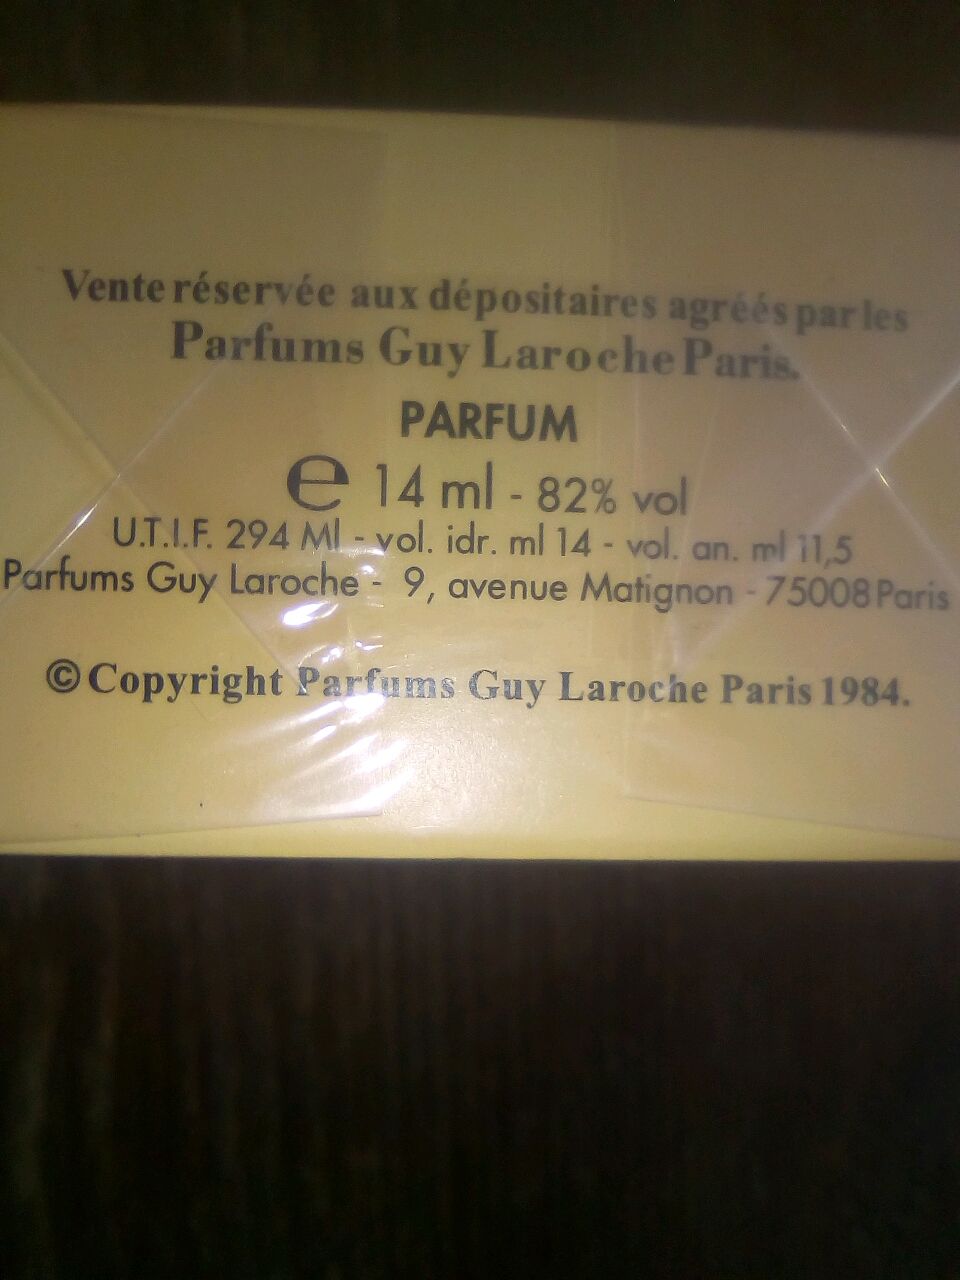 Vente réservée aux dépositaires agréés par les
Parfums Guy Laroche Paris.
PARFUM
℮ 14 ml - 82% vol
U.T.I.F. 294 MI - vol. idr. ml 14 - vol. an. ml 11,5
Parfums Guy Laroche - 9, avenue Matignon - 75008 Paris
©Copyright Parfums Guy Laroche Paris 1984.